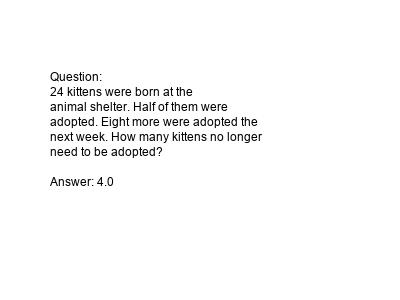 Question:
24 kittens were born at the
animal shelter. Half of them were
adopted. Eight more were adopted the
next week. How many kittens no longer
need to be adopted?
Answer: 4.0